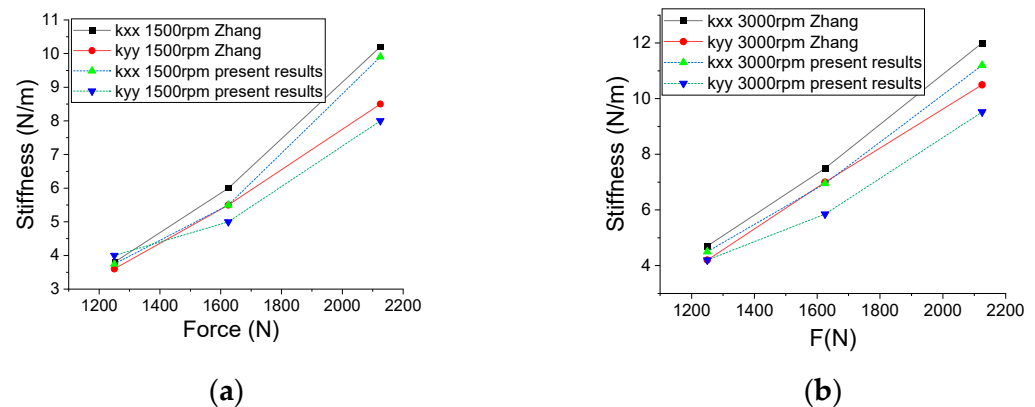 kxx 1500rpm Zhang
kyy 1500rpm Zhang
kxx 1500rpm present results
kyy 1500rpm present results
11
10
9
8
7
6
5
4
3
Stiffness (N/m)
1200 1400 1600 1800 2000 2200
Force (N)
(a)
kxx 3000rpm Zhang
kyy 3000rpm Zhang
kxx 3000rpm present results
kyy 3000rpm present results
12
10
8
6
4
Stiffness (N/m)
1200 1400 1600 1800 2000 2200
F(N)
(b)